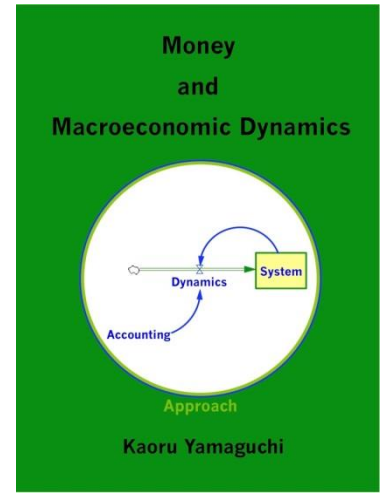 Money
and
Macroeconomic Dynamics
System
Dynamics
Accounting
Approach
Kaoru Yamaguchi